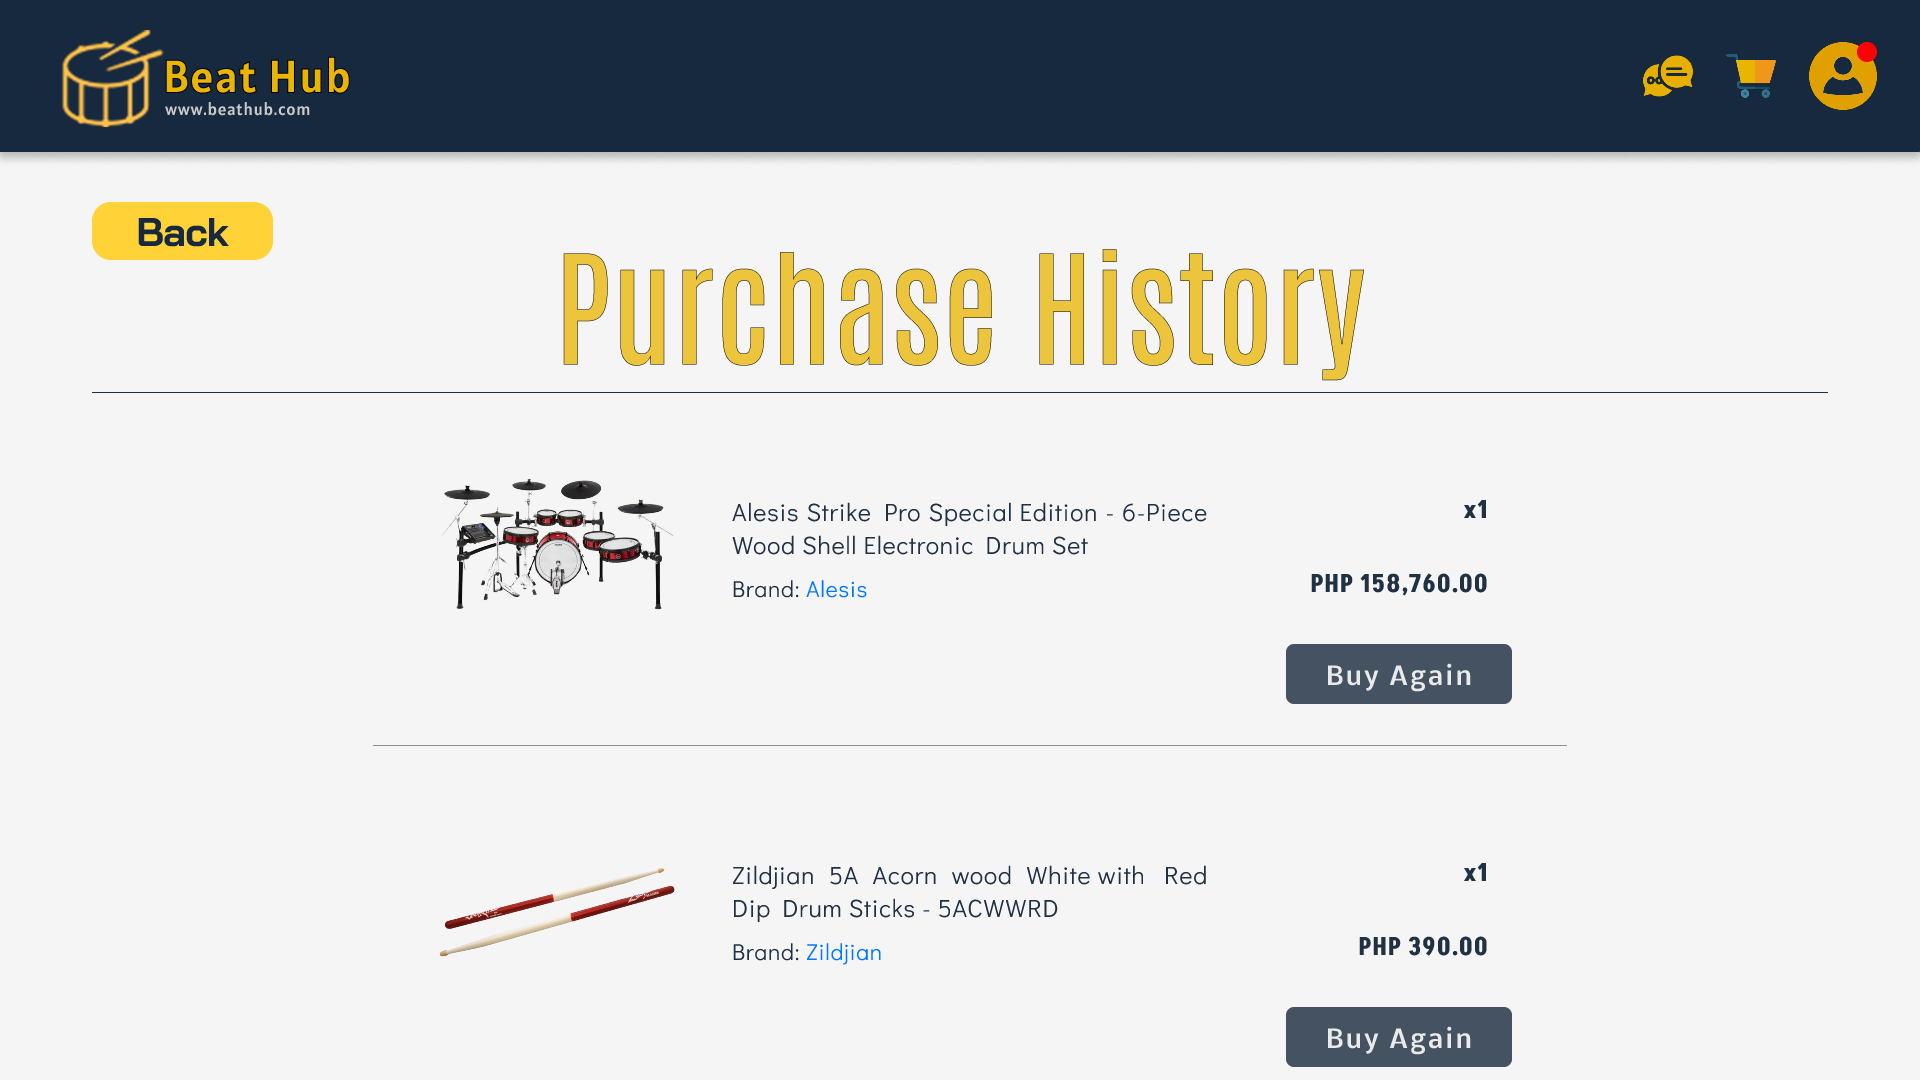 Beat Hub
www.beathub.com
Back
Purchase History
Alesis Strike Pro Special Edition - 6-Piece
Wood Shell Electronic Drum Set
Brand: Alesis
x1
PHP 158,760.00
Buy Again
Zildjian 5A Acorn wood White with Red
Dip Drum Sticks - 5ACWWRD
Brand: Zildjian
x1
PHP 390.00
Buy Again